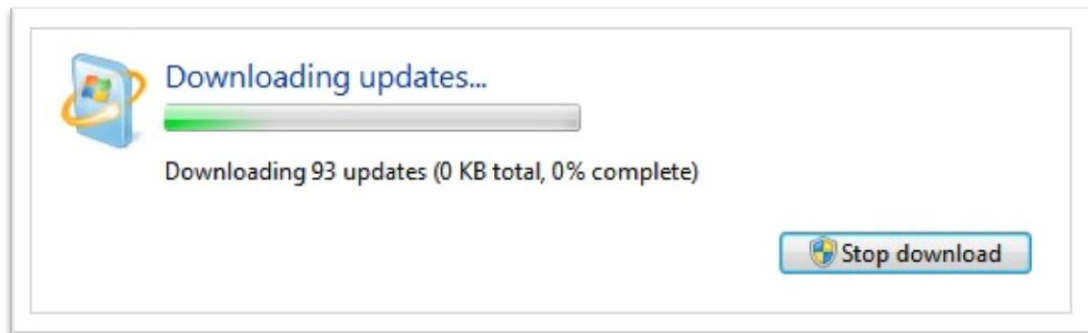 Downloading updates...
Downloading 93 updates (0 KB total, 0% complete)
Stop download